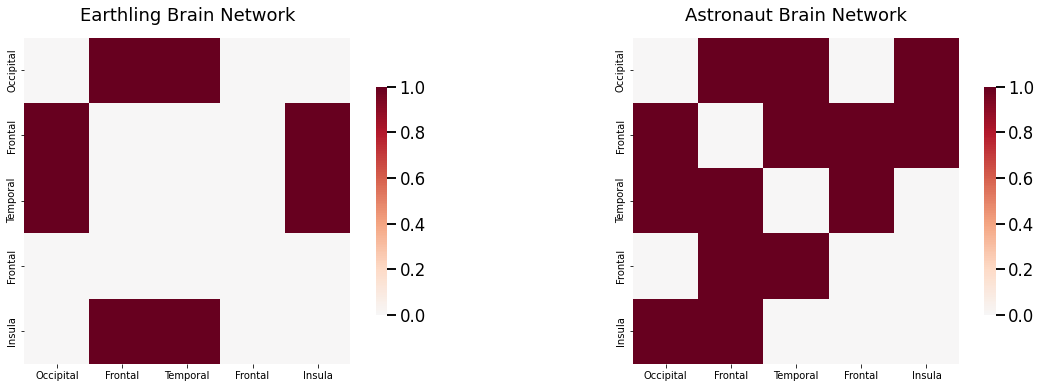 Earthling Brain Network
Occipital
Frontal
Temporal
Frontal
Insula
Occipital Frontal Temporal Frontal Insula
1.0
0.8
0.6
0.4
0.2
0.0
Astronaut Brain Network
Occipital
Frontal
Temporal
Frontal
Insula
Occipital Frontal Temporal Frontal Insula
1.0
0.8
0.6
0.4
0.2
0.0